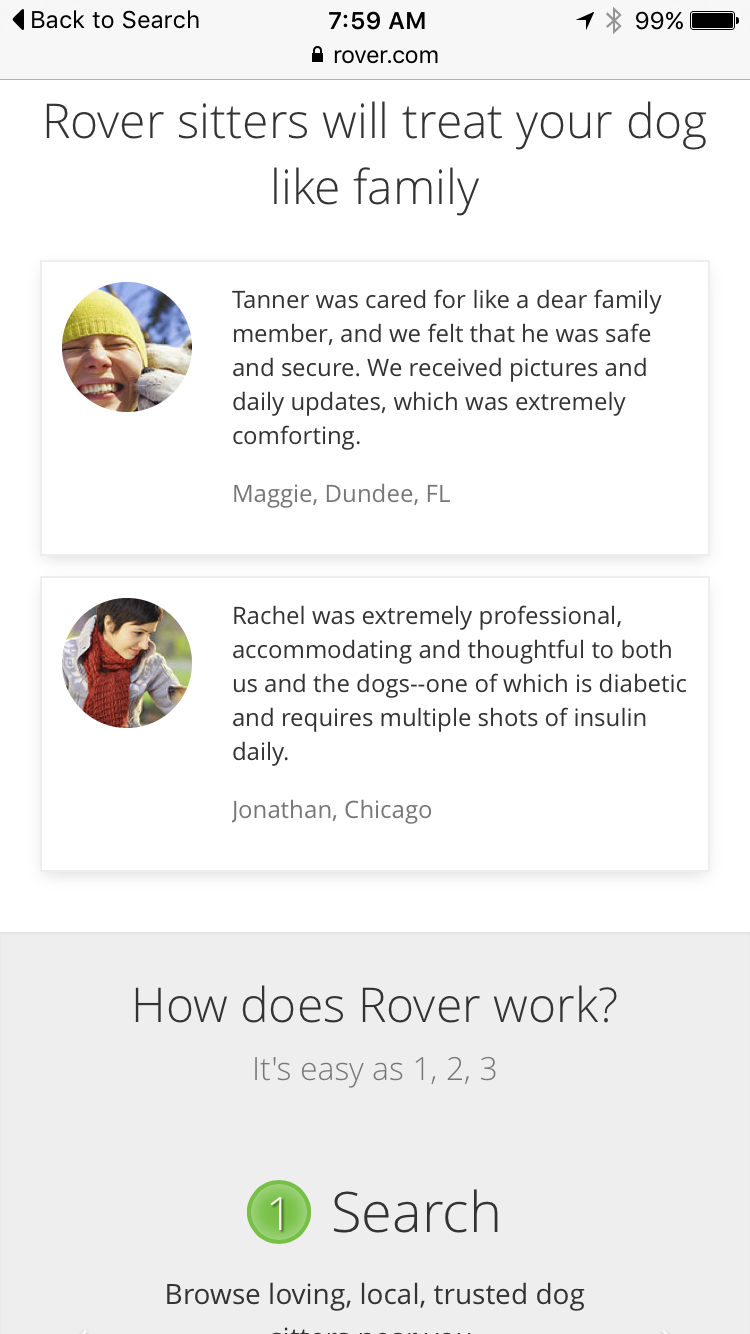 Back to Search 7:59 AM 99%
rover.com
Rover sitters will treat your dog
like family
Tanner was cared for like a dear family
member, and we felt that he was safe
and secure. We received pictures and
daily updates, which was extremely
comforting.
Maggie, Dundee, FL
Rachel was extremely professional,
accommodating and thoughtful to both
us and the dogs--one of which is diabetic
and requires multiple shots of insulin
daily.
Jonathan, Chicago
How does Rover work?
It's easy as 1, 2, 3
1 Search
Browse loving, local, trusted dog
sitters near you